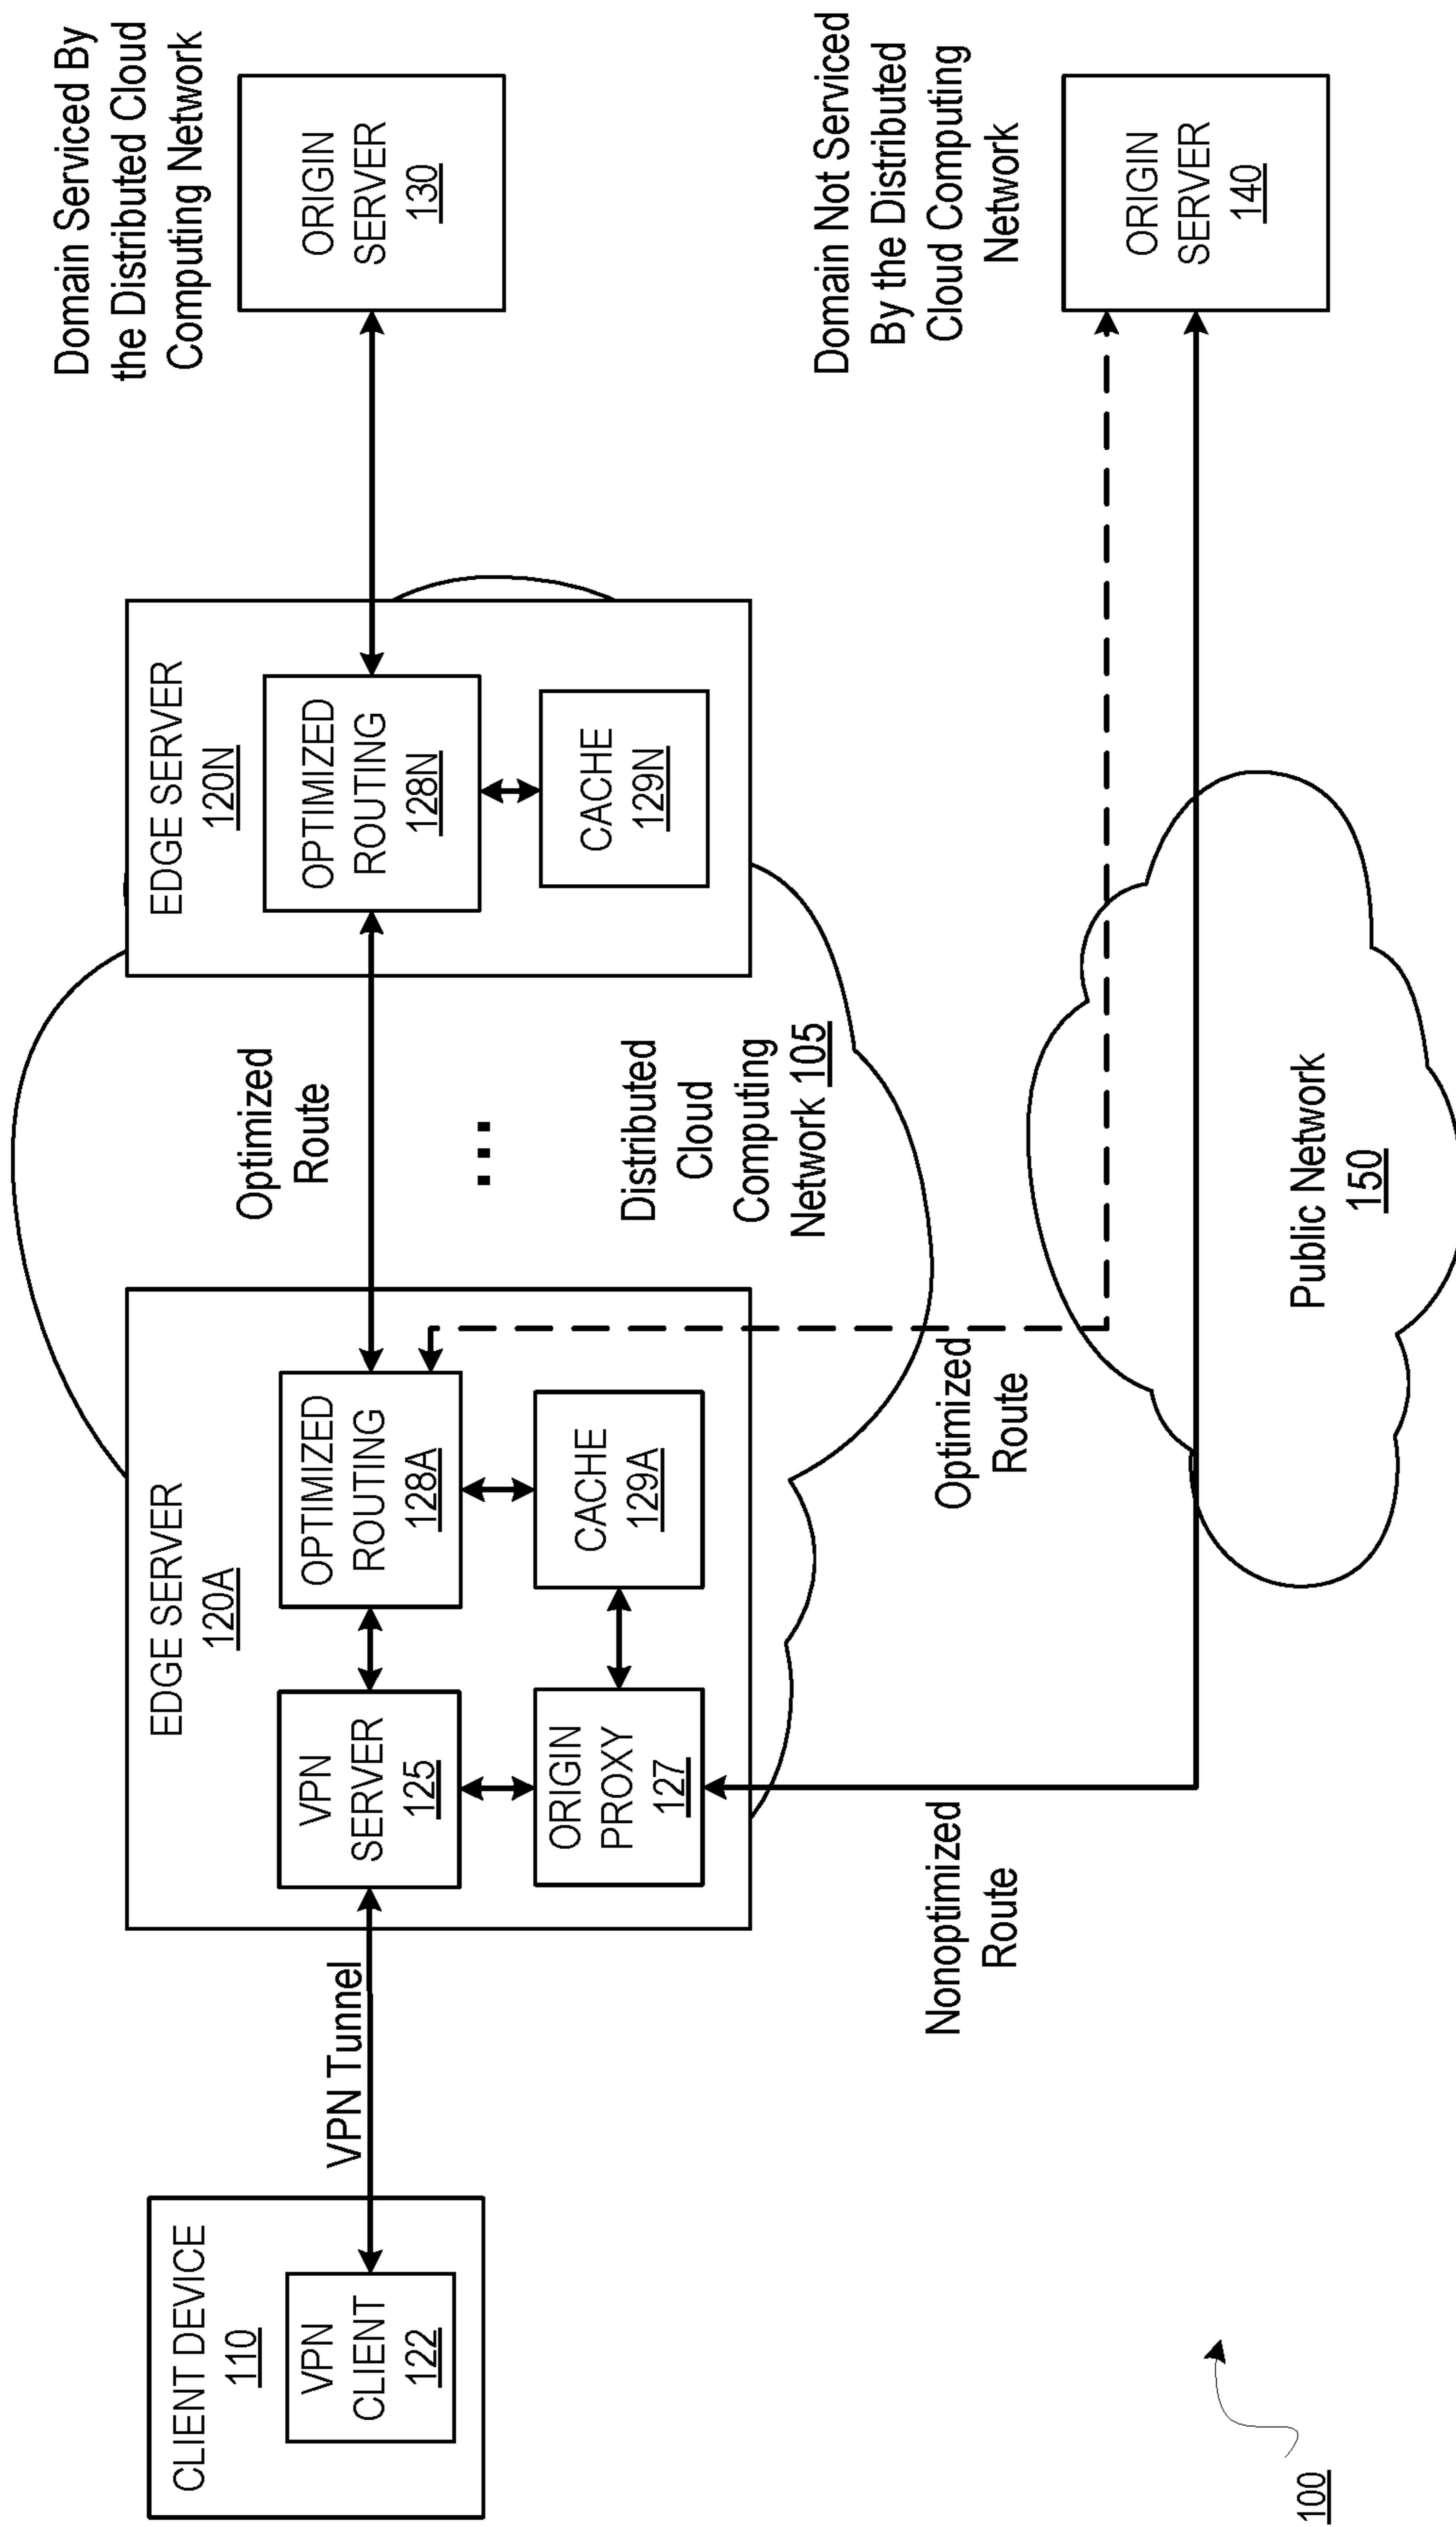 CLIENT DEVICE
110
VPN
CLIENT
122
VPN Tunnel
EDGE SERVER
120A
VPN
SERVER
125
OPTIMIZED
ROUTING
128A
ORIGIN
PROXY
127
CACHE
129A
Optimized
Route
...
Distributed
Cloud
Computing
Network 105
EDGE SERVER
120N
OPTIMIZED
ROUTING
128N
CACHE
129N
Domain Serviced By
the Distributed Cloud
Computing Network
ORIGIN
SERVER
130
Nonoptimized
Route
Optimized
Route
Public Network
150
Domain Not Serviced
By the Distributed
Cloud Computing
Network
ORIGIN
SERVER
140
100